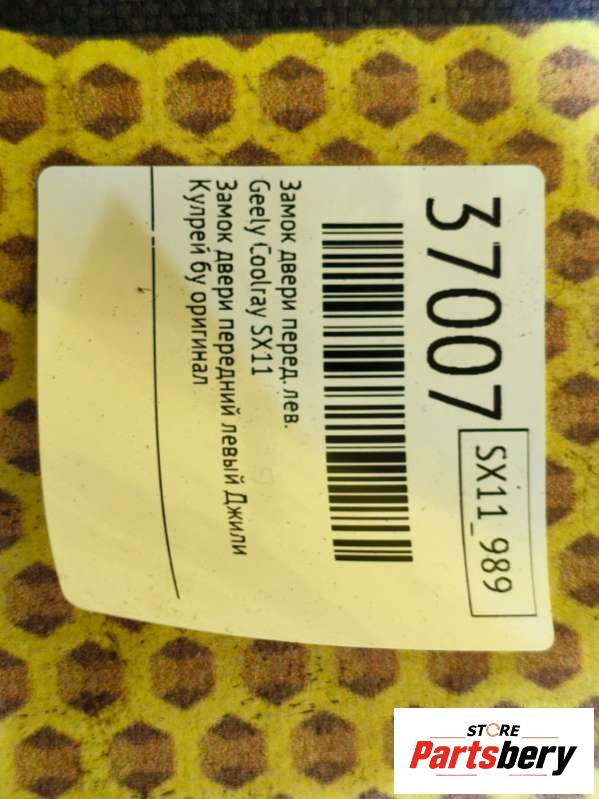 37007
SX11_989
Замок двери перед. лев.
Geely Coolray SX11
Замок двери передний левый Джили
Кулрей бу оригинал
STORE
Partsbery